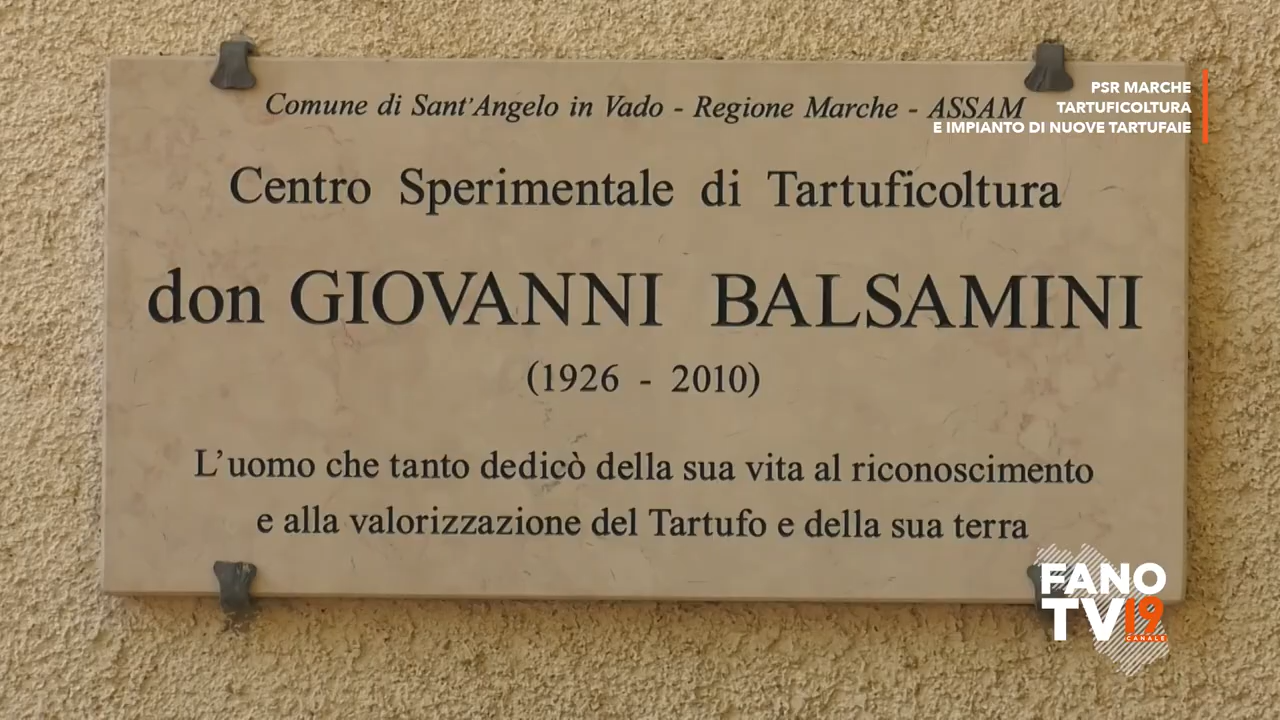 PSR MARCHE
TARTUFICOLTURA
E IMPIANTO DI NUOVE TARTUFAIE
Comune di Sant'Angelo in Vado - Regione Marche - ASSAM
Centro Sperimentale di Tartuficoltura
don GIOVANNI BALSAMINI
(1926 - 2010)
L'uomo che tanto dedicò della sua vita al riconoscimento
e alla valorizzazione del Tartufo e della sua terra
FANO
TV19
CANALE